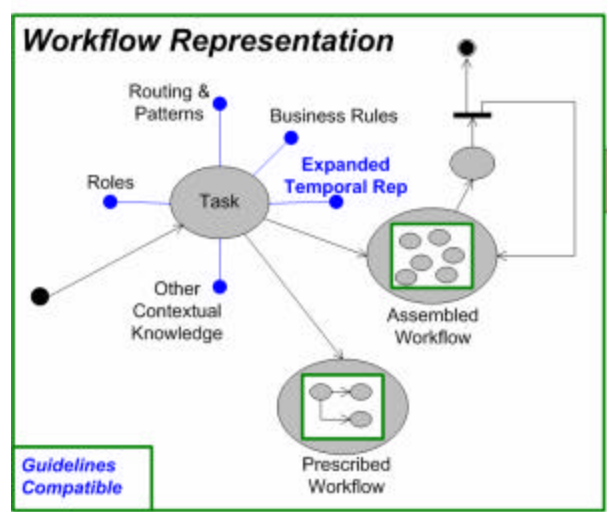 Workflow Representation
Routing &
Patterns
Business Rules
Expanded
Temporal Rep
Roles
Task
Other
Contextual
Knowledge
Assembled
Workflow
Prescribed
Workflow
Guidelines
Compatible